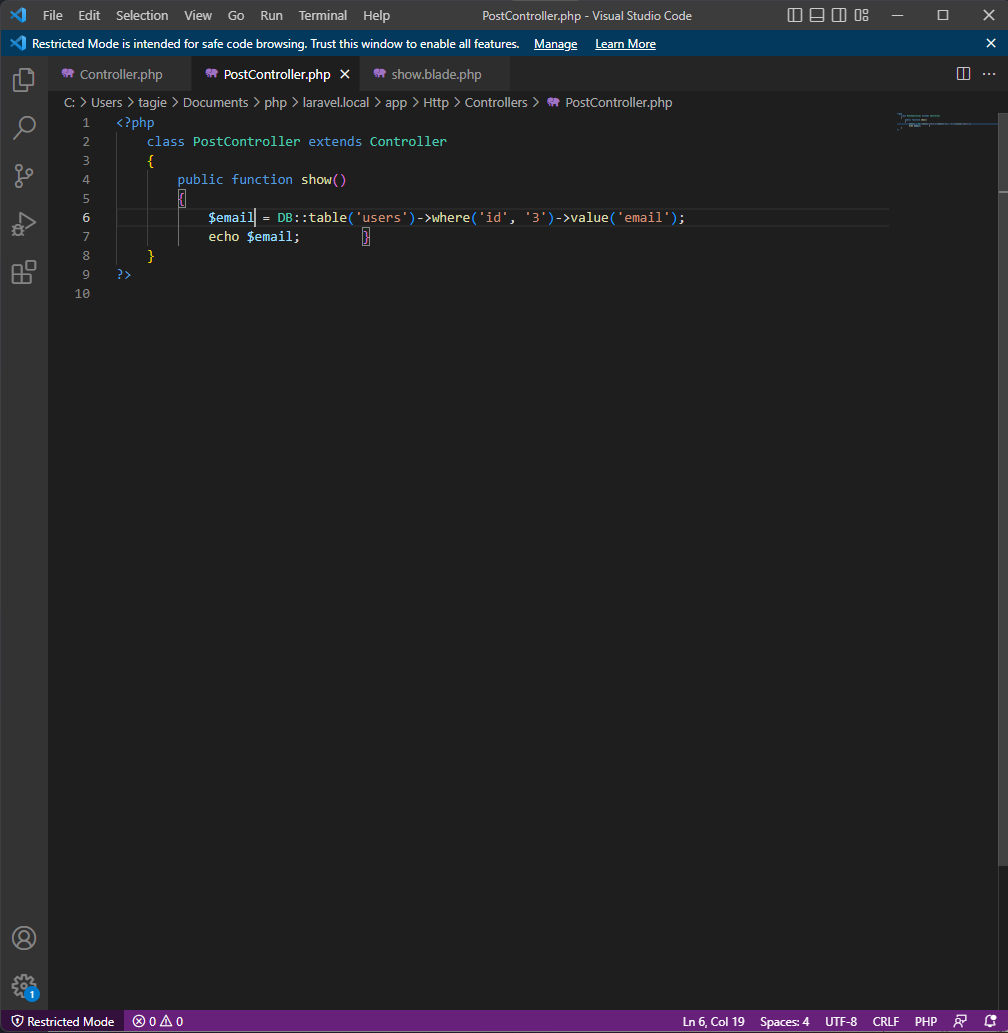 File Edit Selection View Go Run Terminal Help PostController.php - Visual Studio Code
Restricted Mode is intended for safe code browsing. Trust this window to enable all features. Manage Learn More
Controller.php PostController.php show.blade.php
C: > Users > tagie > Documents > php > laravel.local > app > Http > Controllers > PostController.php
1 <?php
2 class PostController extends Controller
3 {
4 public function show()
5 {
6 $email = DB::table('users')->where('id', '3')->value('email');
7 echo $email; }
8 }
9 ?>
10
1
Restricted Mode 0 0 Ln 6, Col 19 Spaces: 4 UTF-8 CRLF PHP